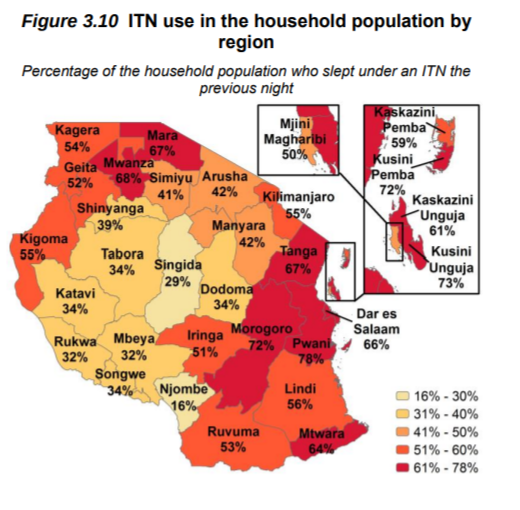 Figure 3.10 ITN use in the household population by
region
Percentage of the household population who slept under an ITN the
previous night
Kagera
54%
Mara
67%
Geita
52%
Mwanza
68%
Simiyu
41%
Arusha
42%
Mjini
Magharibi
50%
Kaskazini
Pemba
59%
Kusini
Pemba
72%
Kaskazini
Unguja
61%
Kusini
Unguja
73%
Kilimanjaro
55%
Shinyanga
39%
Kigoma
55%
Tabora
34%
Singida
29%
Manyara
42%
Tanga
67%
Katavi
34%
Dodoma
34%
Dar es
Salaam
66%
Rukwa
32%
Mbeya
32%
Iringa
51%
Morogoro
72%
Pwani
78%
Songwe
34%
Njombe
16%
Lindi
56%
Ruvuma
53%
Mtwara
64%
16% - 30%
31% - 40%
41% - 50%
51% - 60%
61% - 78%